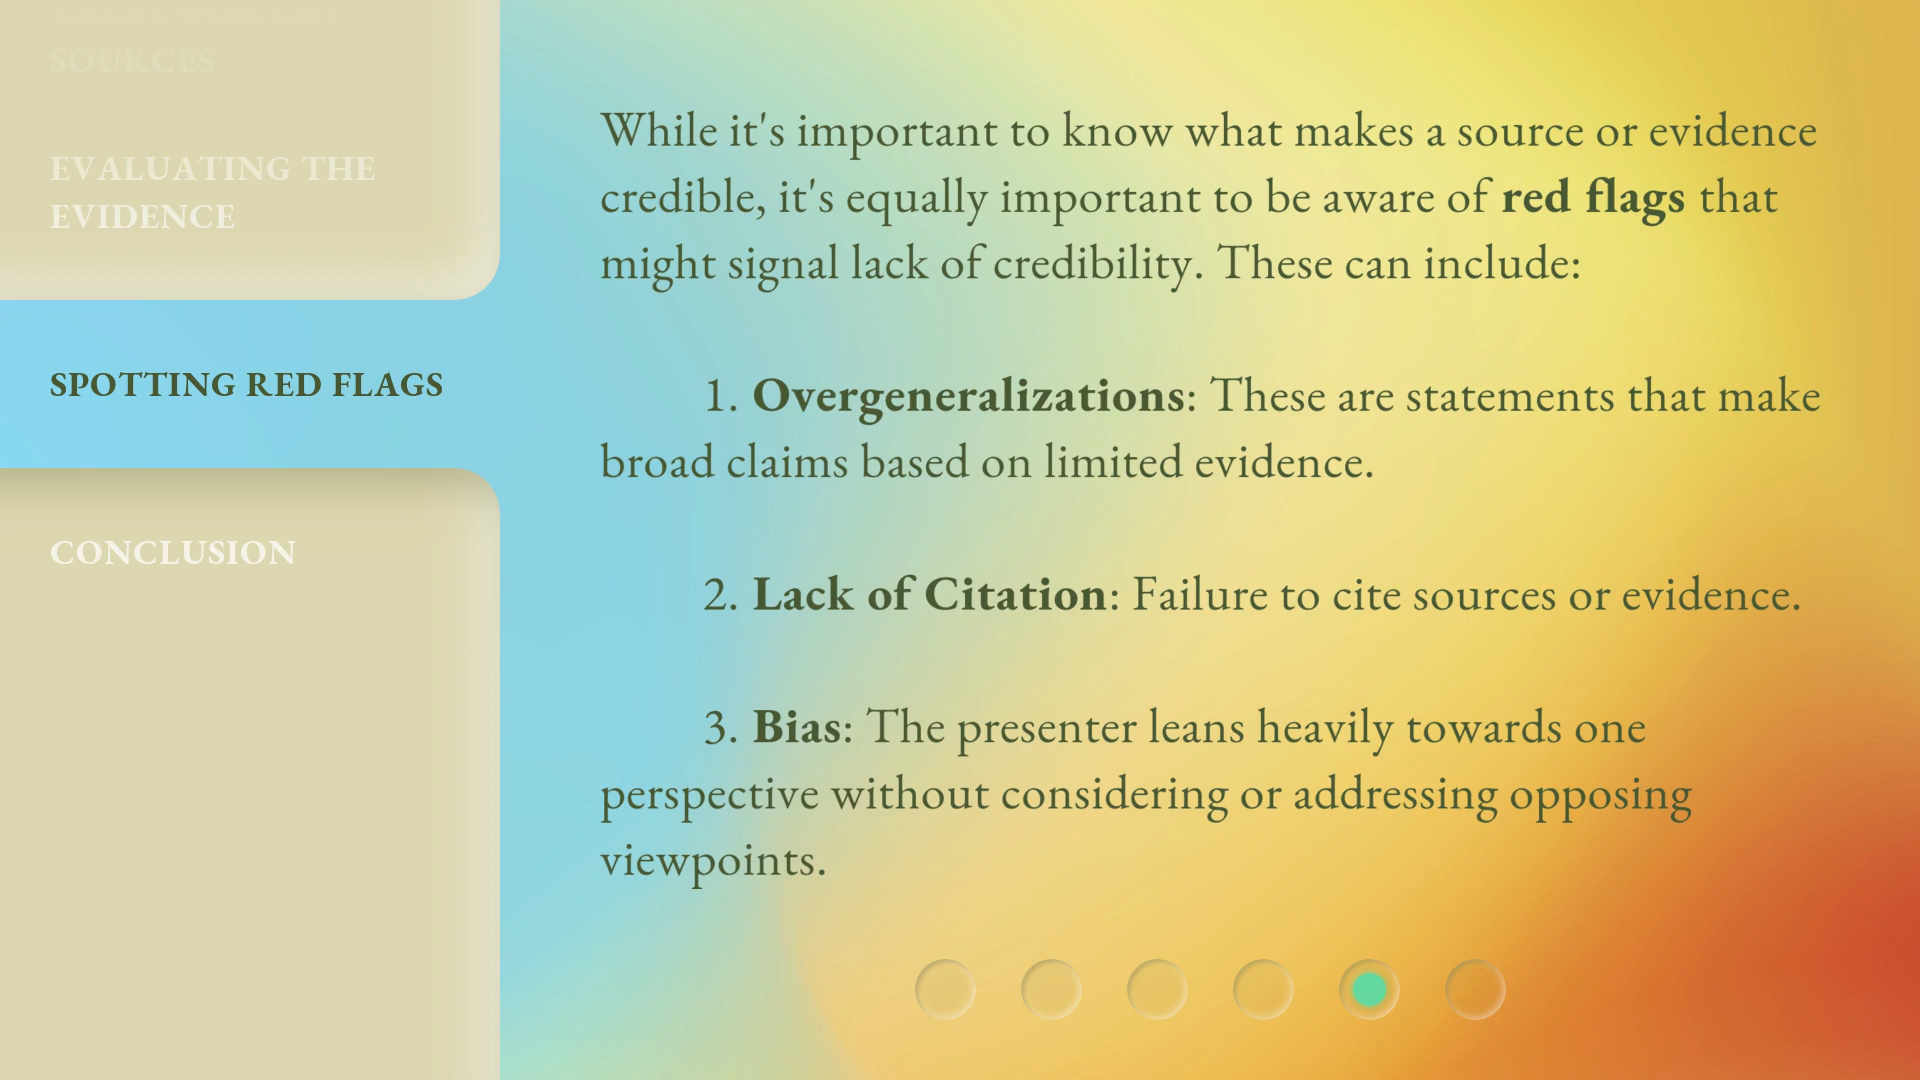 SOURCES
EVALUATING THE
EVIDENCE
SPOTTING RED FLAGS
CONCLUSION
While it's important to know what makes a source or evidence
credible, it's equally important to be aware of red flags that
might signal lack of credibility. These can include:
1. Overgeneralizations: These are statements that make
broad claims based on limited evidence.
2. Lack of Citation: Failure to cite sources or evidence.
3. Bias: The presenter leans heavily towards one
perspective without considering or addressing opposing
viewpoints.